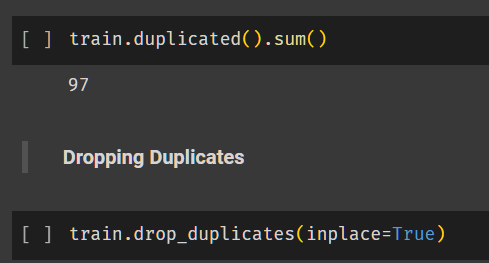 [ ] train.duplicated().sum()
97
Dropping Duplicates
[ ] train.drop_duplicates(inplace=True)